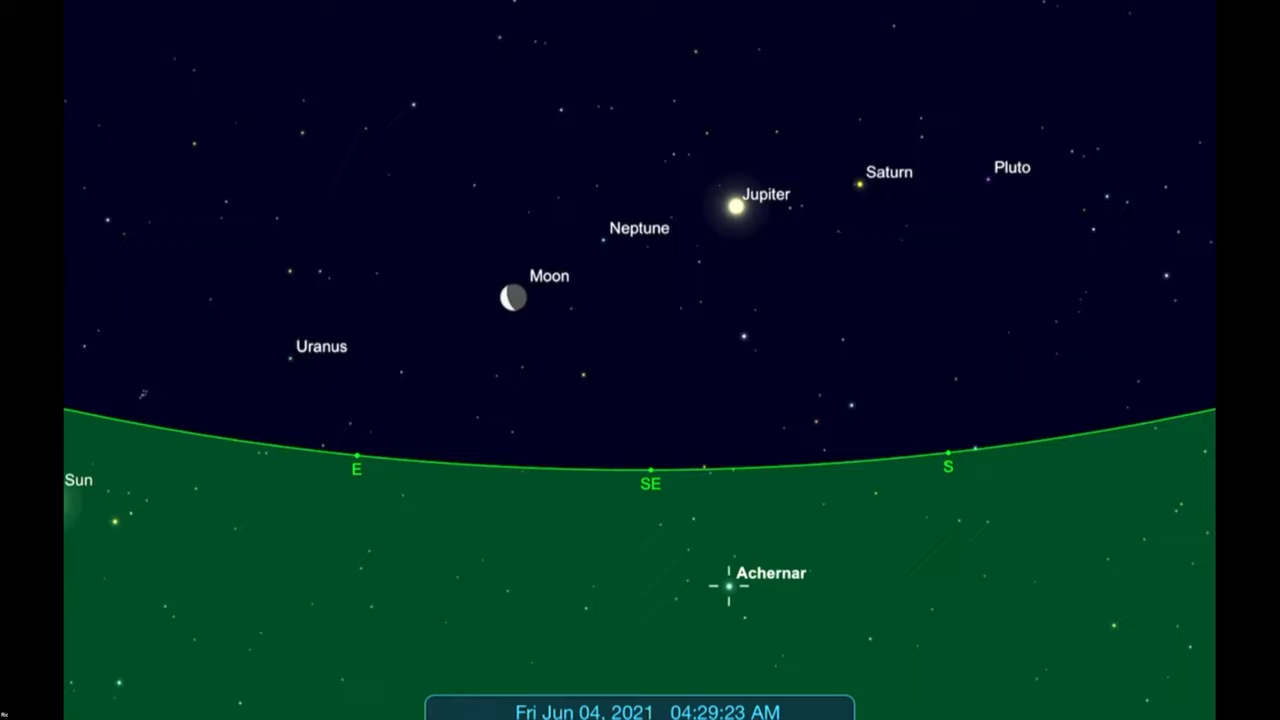 Pluto
Saturn
Jupiter
Neptune
Moon
Uranus
E
SE
S
Sun
Achernar
Fri Jun 04, 2021 04:29:23 AM